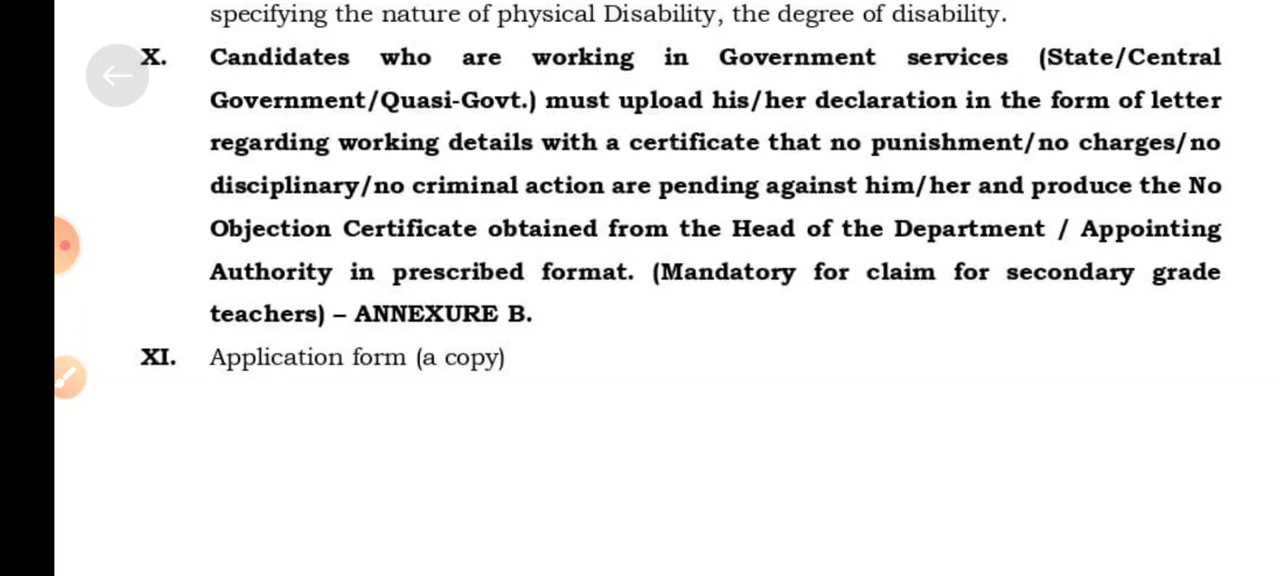 specifying the nature of physical Disability, the degree of disability.
X. Candidates who are working in Government services (State/Central
Government/Quasi-Govt.) must upload his/her declaration in the form of letter
regarding working details with a certificate that no punishment/no charges/no
disciplinary/no criminal action are pending against him/her and produce the No
Objection Certificate obtained from the Head of the Department / Appointing
Authority in prescribed format. (Mandatory for claim for secondary grade
teachers) – ANNEXURE B.
XI. Application form (a copy)